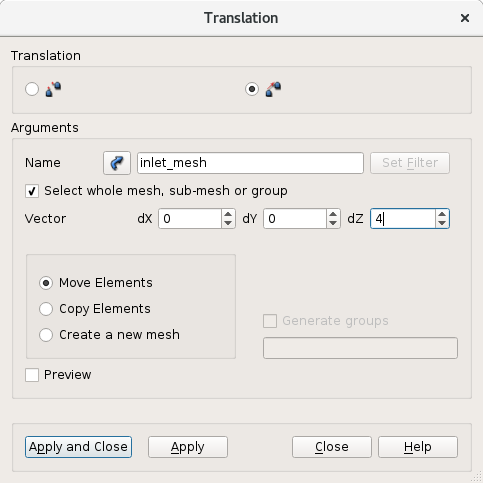 Translation
Translation
Arguments
Name inlet_mesh Set Filter
Select whole mesh, sub-mesh or group
Vector dX 0 dY 0 dZ 4
Move Elements
Copy Elements
Create a new mesh
Generate groups
Preview
Apply and Close Apply Close Help